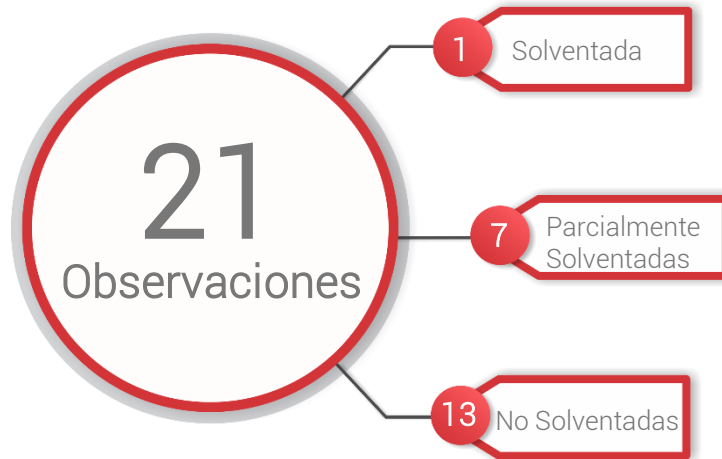 21
Observaciones
1
Solventada
7
Parcialmente
Solventadas
13
No Solventadas